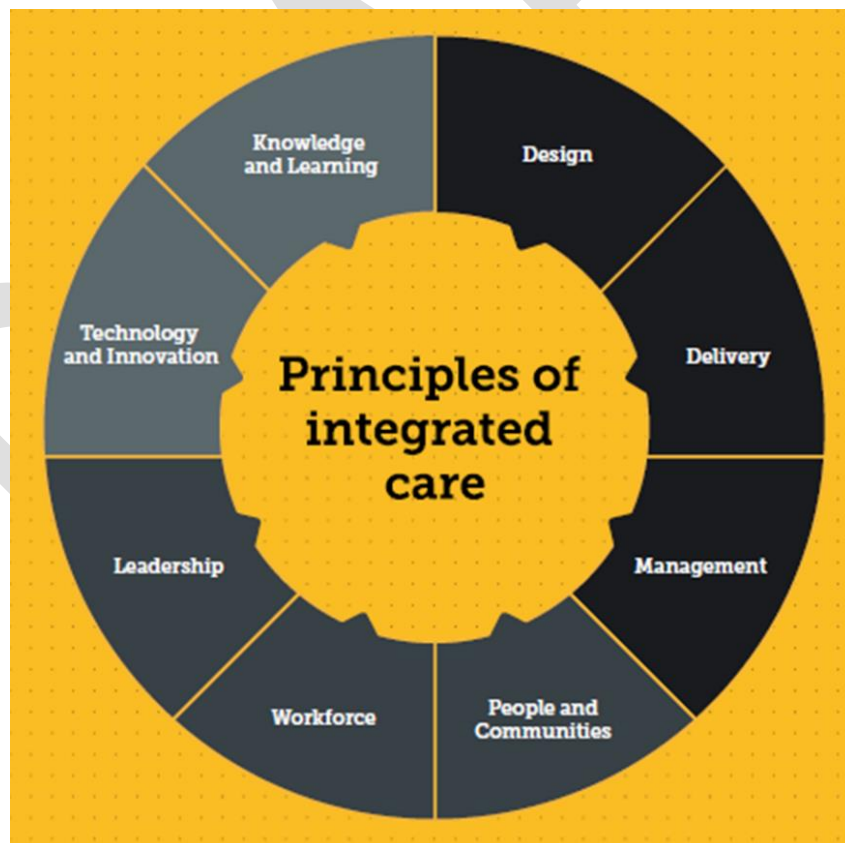 Principles of
integrated
care
Design
Delivery
Management
People and
Communities
Workforce
Leadership
Technology
and Innovation
Knowledge
and Learning